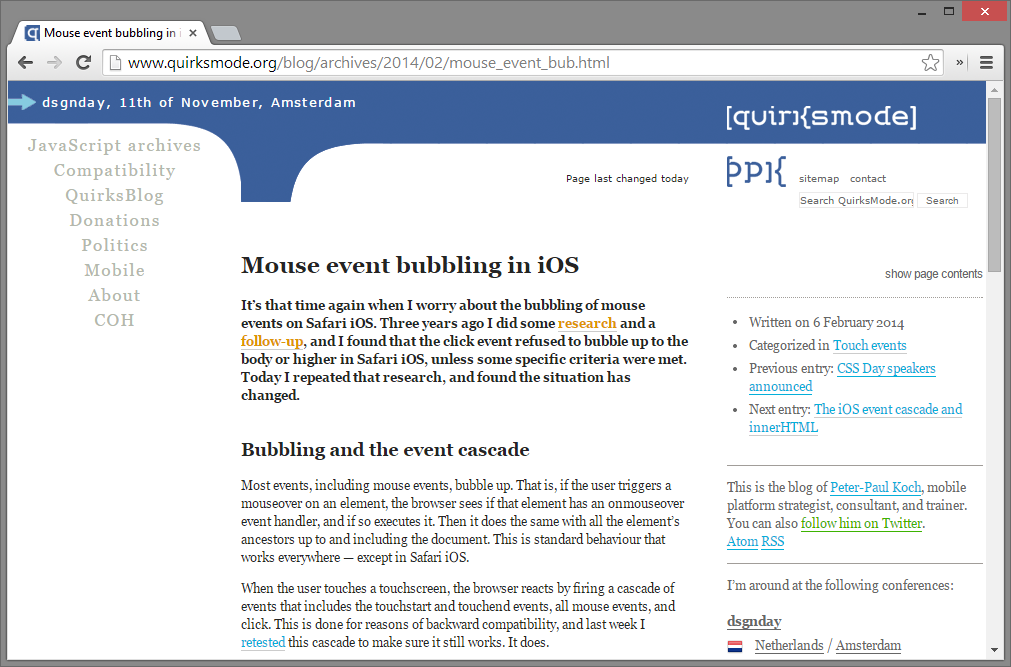 Mouse event bubbling in i
www.quirksmode.org/blog/archives/2014/02/mouse_event_bub.html
dsgnday, 11th of November, Amsterdam
[quirksmode]
JavaScript archives
Compatibility
QuirksBlog
Donations
Politics
Mobile
About
COH
Page last changed today
ppk
sitemap contact
Search QuirksMode.org Search
show page contents
Mouse event bubbling in iOS
It’s that time again when I worry about the bubbling of mouse
events on Safari iOS. Three years ago I did some research and a
follow-up, and I found that the click event refused to bubble up to the
body or higher in Safari iOS, unless some specific criteria were met.
Today I repeated that research, and found the situation has
changed.
Bubbling and the event cascade
Most events, including mouse events, bubble up. That is, if the user triggers a
mouseover on an element, the browser sees if that element has an onmouseover
event handler, and if so executes it. Then it does the same with all the element’s
ancestors up to and including the document. This is standard behaviour that
works everywhere — except in Safari iOS.
When the user touches a touchscreen, the browser reacts by firing a cascade of
events that includes the touchstart and touchend events, all mouse events, and
click. This is done for reasons of backward compatibility, and last week I
retested this cascade to make sure it still works. It does.
• Written on 6 February 2014
• Categorized in Touch events
• Previous entry: CSS Day speakers
announced
• Next entry: The iOS event cascade and
innerHTML
This is the blog of Peter-Paul Koch, mobile
platform strategist, consultant, and trainer.
You can also follow him on Twitter.
Atom RSS
I’m around at the following conferences:
dsgnday
Netherlands / Amsterdam